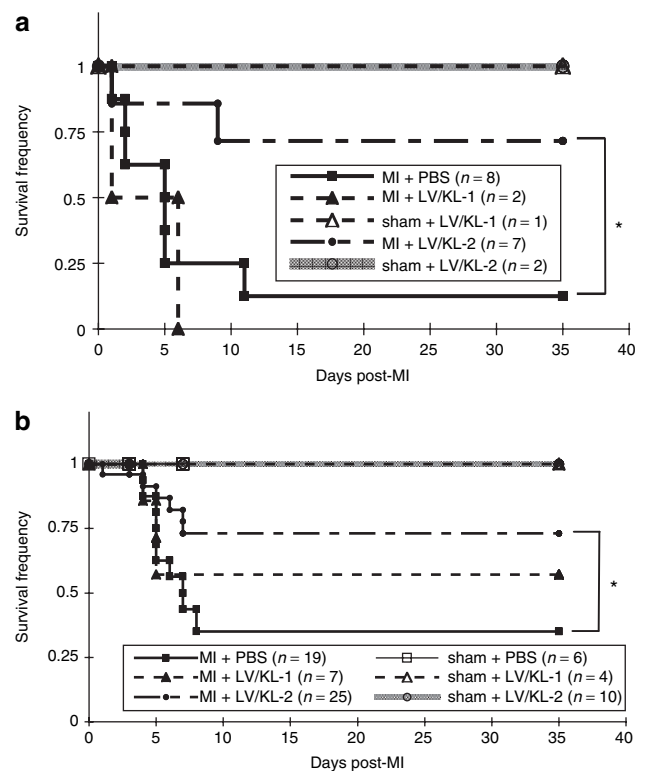 a
Survival frequency
1
0.75
0.5
0.25
0
MI + PBS (n = 8)
MI + LV/KL-1 (n = 2)
sham + LV/KL-1 (n = 1)
MI + LV/KL-2 (n = 7)
sham + LV/KL-2 (n = 2)
*
0 5 10 15 20 25 30 35 40
Days post-MI
b
Survival frequency
1
0.75
0.5
0.25
0
*
MI + PBS (n = 19) sham + PBS (n = 6)
MI + LV/KL-1 (n = 7) sham + LV/KL-1 (n = 4)
MI + LV/KL-2 (n = 25) sham + LV/KL-2 (n = 10)
0 5 10 15 20 25 30 35 40
Days post-MI